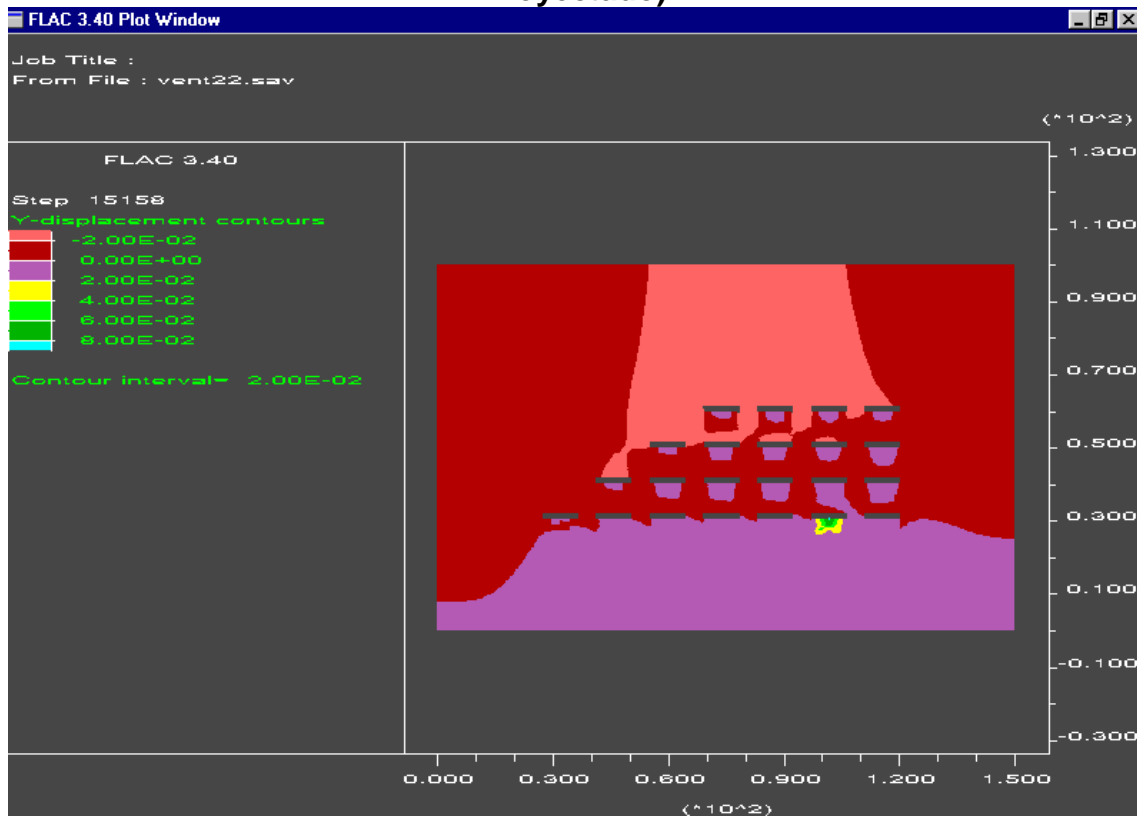 FLAC 3.40 Plot Window
Job Title :
From File : vent22.sav
(*10^2)
FLAC 3.40
Step 15158
Y-displacement contours
-2.00E-02
0.00E+00
2.00E-02
4.00E-02
6.00E-02
8.00E-02
Contour interval= 2.00E-02
1.300
1.100
0.900
0.700
0.500
0.300
0.100
-0.100
-0.300
0.000 0.300 0.600 0.900 1.200 1.500
(*10^2)